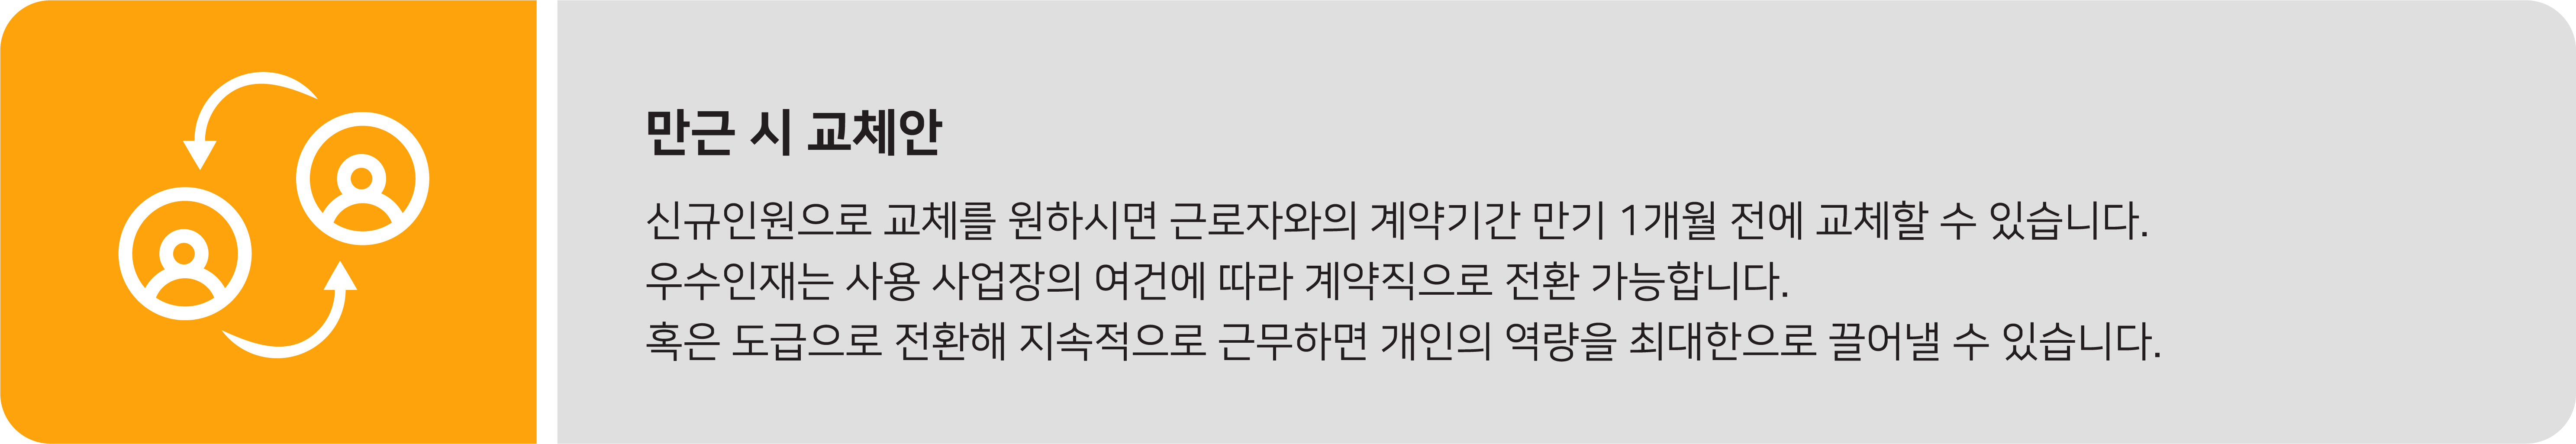 만근 시 교체안
신규인원으로 교체를 원하시면 근로자와의 계약기간 만기 1개월 전에 교체할 수 있습니다.
우수인재는 사용 사업장의 여건에 따라 계약직으로 전환 가능합니다.
혹은 도급으로 전환해 지속적으로 근무하면 개인의 역량을 최대한으로 끌어낼 수 있습니다.